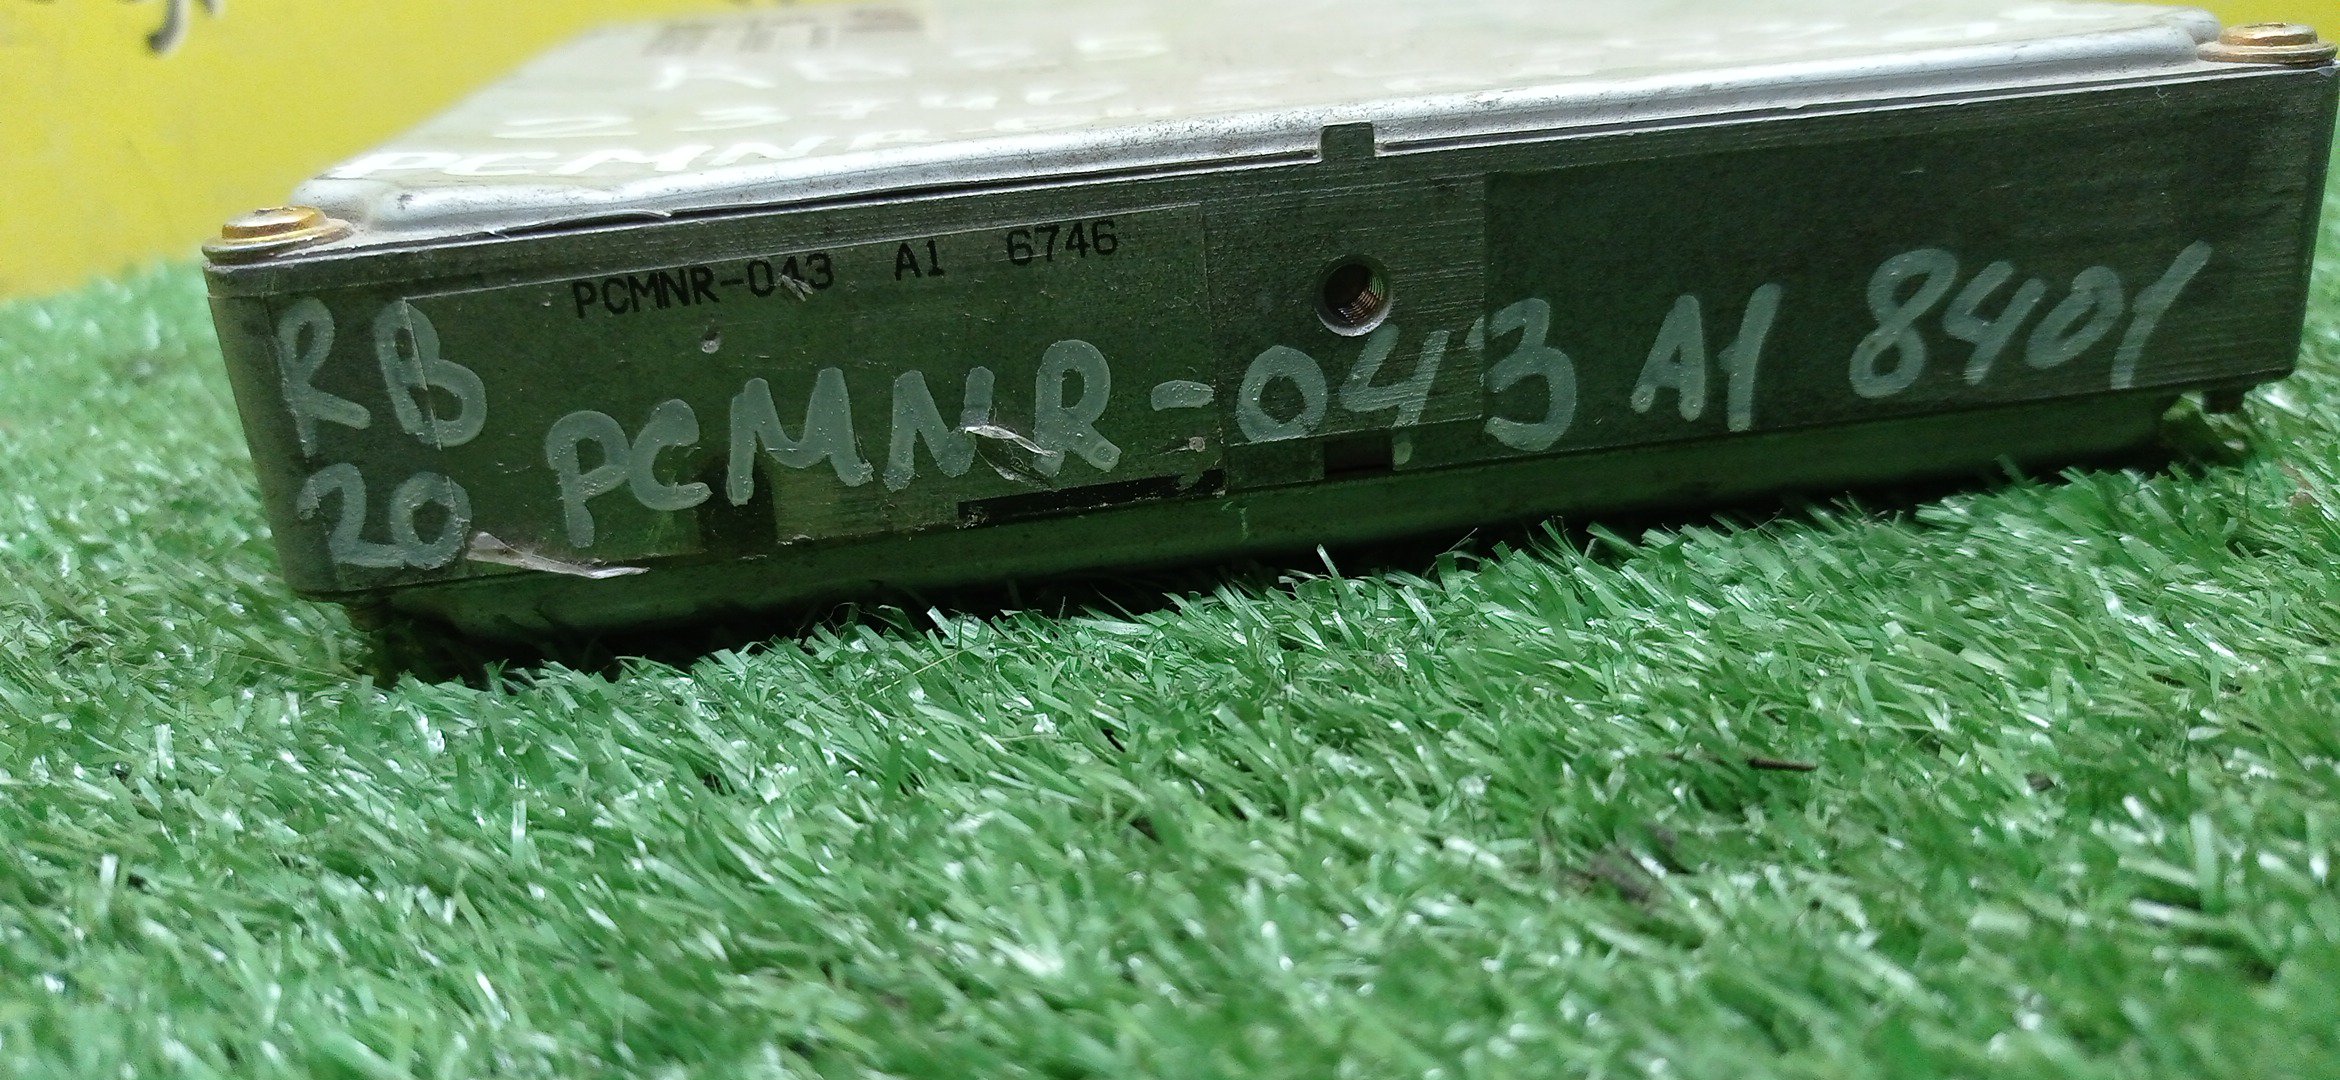 PCMNR-043 A1 6746
RB
20 PCMNR-043 A1 8401